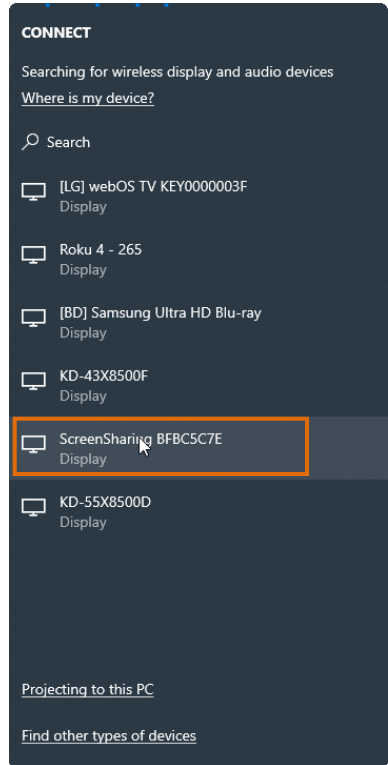 CONNECT
Searching for wireless display and audio devices
Where is my device?
Search
[LG] webOS TV KEY0000003F
Display
Roku 4 - 265
Display
[BD] Samsung Ultra HD Blu-ray
Display
KD-43X8500F
Display
ScreenSharing BFBC5C7E
Display
KD-55X8500D
Display
Projecting to this PC
Find other types of devices